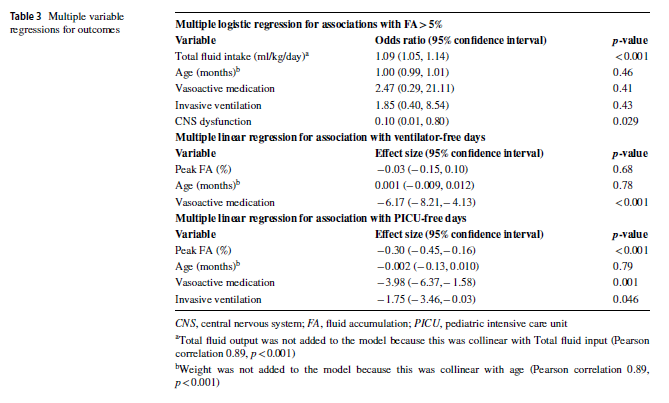 Table 3 Multiple variable
regressions for outcomes
Multiple logistic regression for associations with FA > 5%
Variable Odds ratio (95% confidence interval) p-value
Total fluid intake (ml/kg/day)a 1.09 (1.05, 1.14) <0.001
Age (months)b 1.00 (0.99, 1.01) 0.46
Vasoactive medication 2.47 (0.29, 21.11) 0.41
Invasive ventilation 1.85 (0.40, 8.54) 0.43
CNS dysfunction 0.10 (0.01, 0.80) 0.029
Multiple linear regression for association with ventilator-free days
Variable Effect size (95% confidence interval) p-value
Peak FA (%) −0.03 (−0.15, 0.10) 0.68
Age (months)b 0.001 (−0.009, 0.012) 0.78
Vasoactive medication −6.17 (−8.21,−4.13) <0.001
Multiple linear regression for association with PICU-free days
Variable Effect size (95% confidence interval) p-value
Peak FA (%) −0.30 (−0.45,−0.16) <0.001
Age (months)b −0.002 (−0.13, 0.010) 0.79
Vasoactive medication −3.98 (−6.37,− 1.58) 0.001
Invasive ventilation −1.75 (−3.46,−0.03) 0.046
CNS, central nervous system; FA, fluid accumulation; PICU, pediatric intensive care unit
aTotal fluid output was not added to the model because this was collinear with Total fluid input (Pearson
correlation 0.89, p<0.001)
bWeight was not added to the model because this was collinear with age (Pearson correlation 0.89,
p<0.001)